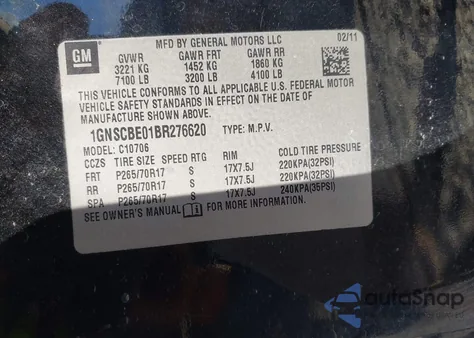 GM
MFD BY GENERAL MOTORS LLC
02/11
GVWR GAWR FRT GAWR RR
3221 KG 1452 KG 1860 KG
7100 LB 3200 LB 4100 LB
THIS VEHICLE CONFORMS TO ALL APPLICABLE U.S. FEDERAL MOTOR
VEHICLE SAFETY STANDARDS IN EFFECT ON THE DATE OF
MANUFACTURE SHOWN ABOVE.
1GNSCBE01BR276620 TYPE: M.P.V.
MODEL: C10706
CCZS TIRE SIZE SPEED RTG RIM COLD TIRE PRESSURE
FRT P265/70R17 S 17X7.5J 220KPA(32PSI)
RR P265/70R17 S 17X7.5J 220KPA(32PSI)
SPA P265/70R17 S 17X7.5J 240KPA(35PSI)
SEE OWNER'S MANUAL FOR MORE INFORMATION.
autoSnap